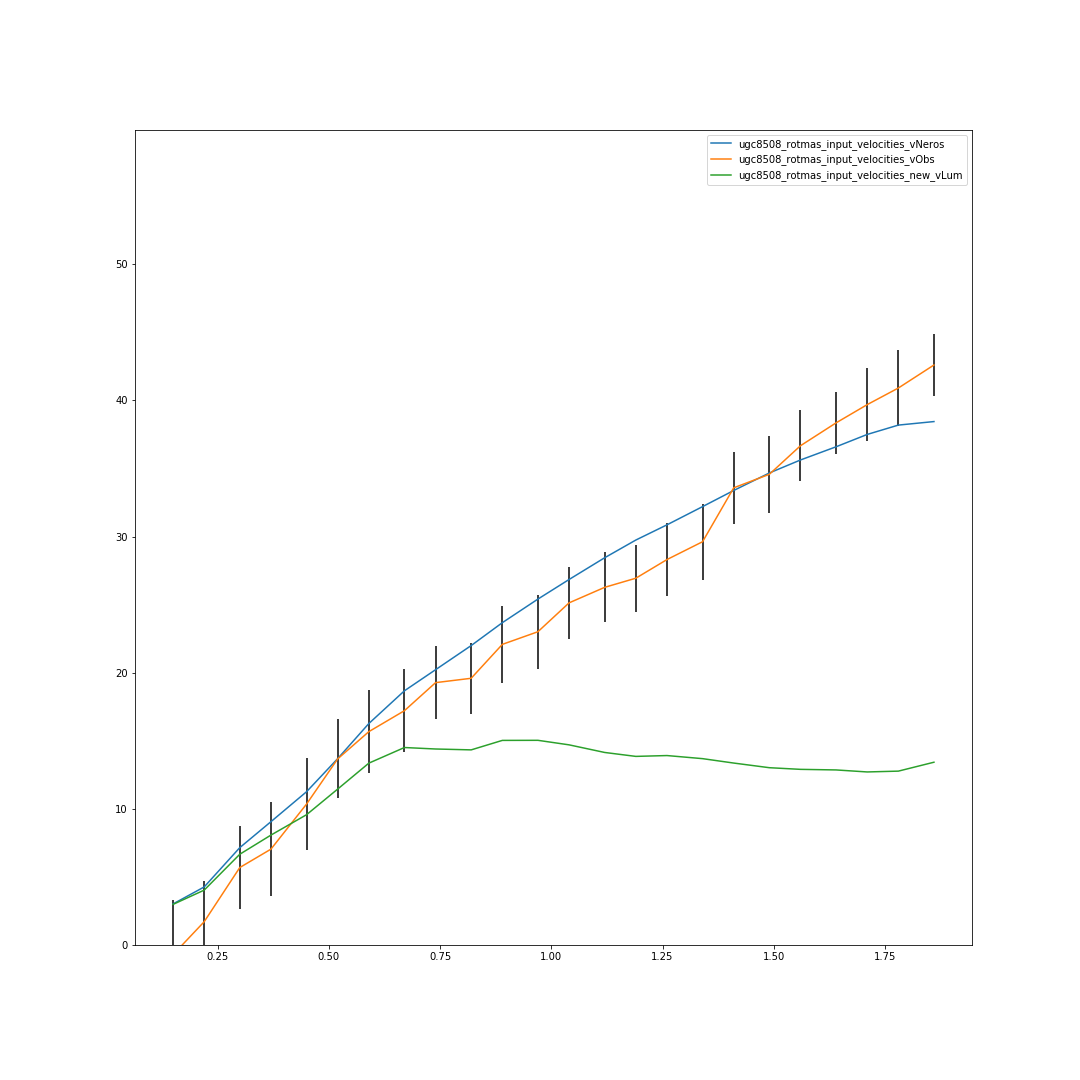 ugc8508_rotmas_input_velocities_vNeros
ugc8508_rotmas_input_velocities_vObs
ugc8508_rotmas_input_velocities_new_vLum
50
40
30
20
10
0
0.25 0.50 0.75 1.00 1.25 1.50 1.75